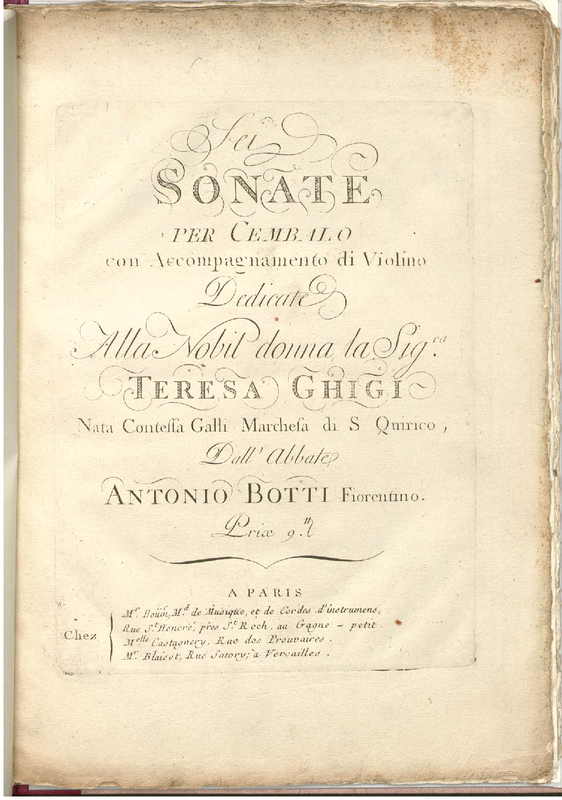 Sei
SONATE
PER CEMBALO
con Accompagnamento di Violino
Dedicate
Alla Nobil donna la Sig.ra
TERESA GHIGI
Nata Contessa Galli Marchesa di S Quirico,
Dall' Abbate
ANTONIO BOTTI Fiorentino.
Prix 9.tt
A PARIS
Chez
Mr. Boüin, Md. de Musique, et de Cordes d'instrumens,
Rue St. Honoré, près St. Roch, au Gagne-petit.
Melle Castagnery, Rue des Prouvaires.
Mr. Blaisot, Rue Satory, a Versailles.